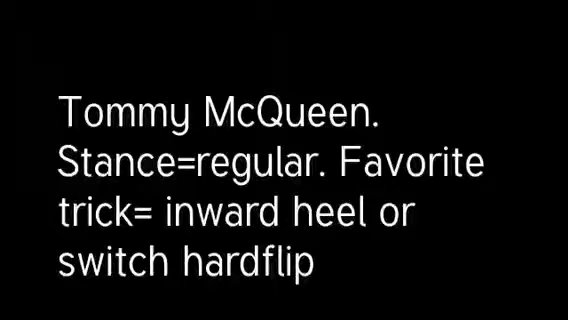 Tommy McQueen.
Stance=regular. Favorite
trick= inward heel or
switch hardflip